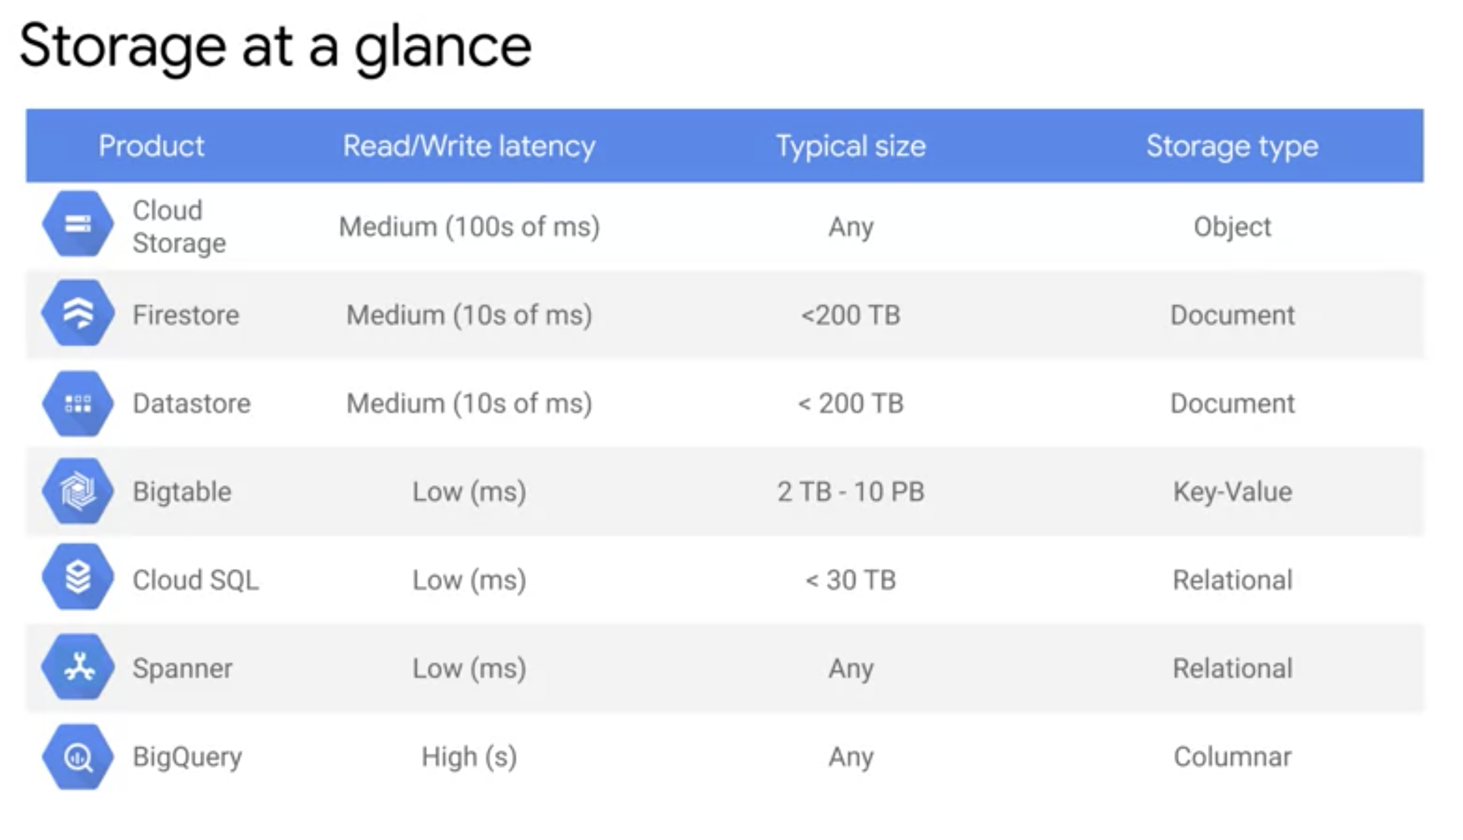 Storage at a glance
Product Read/Write latency Typical size Storage type
Cloud
Storage Medium (100s of ms) Any Object
Firestore Medium (10s of ms) <200 TB Document
Datastore Medium (10s of ms) < 200 TB Document
Bigtable Low (ms) 2 TB - 10 PB Key-Value
Cloud SQL Low (ms) < 30 TB Relational
Spanner Low (ms) Any Relational
BigQuery High (s) Any Columnar